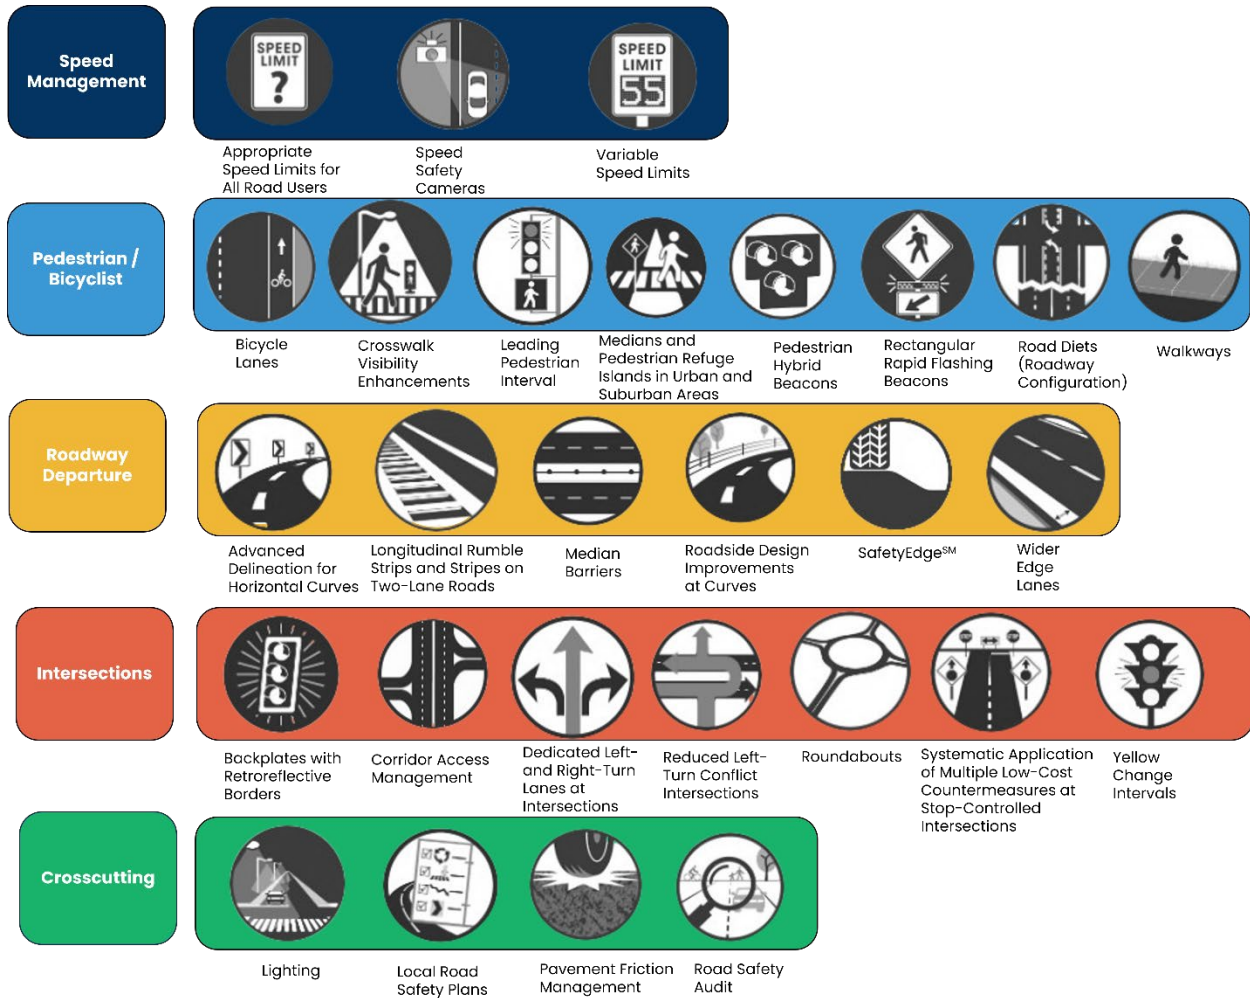 Speed
Management
SPEED
LIMIT
?
SPEED
LIMIT
55
Appropriate
Speed Limits for
All Road Users
Speed
Safety
Cameras
Variable
Speed Limits
Pedestrian /
Bicyclist
Bicycle
Lanes
Crosswalk
Visibility
Enhancements
Leading
Pedestrian
Interval
Medians and
Pedestrian Refuge
Islands in Urban and
Suburban Areas
Pedestrian
Hybrid
Beacons
Rectangular
Rapid Flashing
Beacons
Road Diets
(Roadway
Configuration)
Walkways
Roadway
Departure
Advanced
Delineation for
Horizontal Curves
Longitudinal Rumble
Strips and Stripes on
Two-Lane Roads
Median
Barriers
Roadside Design
Improvements
at Curves
SafetyEdge℠
Wider
Edge
Lanes
Intersections
STOP
STOP
Backplates with
Retroreflective
Borders
Corridor Access
Management
Dedicated Left-
and Right-Turn
Lanes at
Intersections
Reduced Left-
Turn Conflict
Intersections
Roundabouts
Systematic Application
of Multiple Low-Cost
Countermeasures at
Stop-Controlled
Intersections
Yellow
Change
Intervals
Crosscutting
Lighting
Local Road
Safety Plans
Pavement Friction
Management
Road Safety
Audit